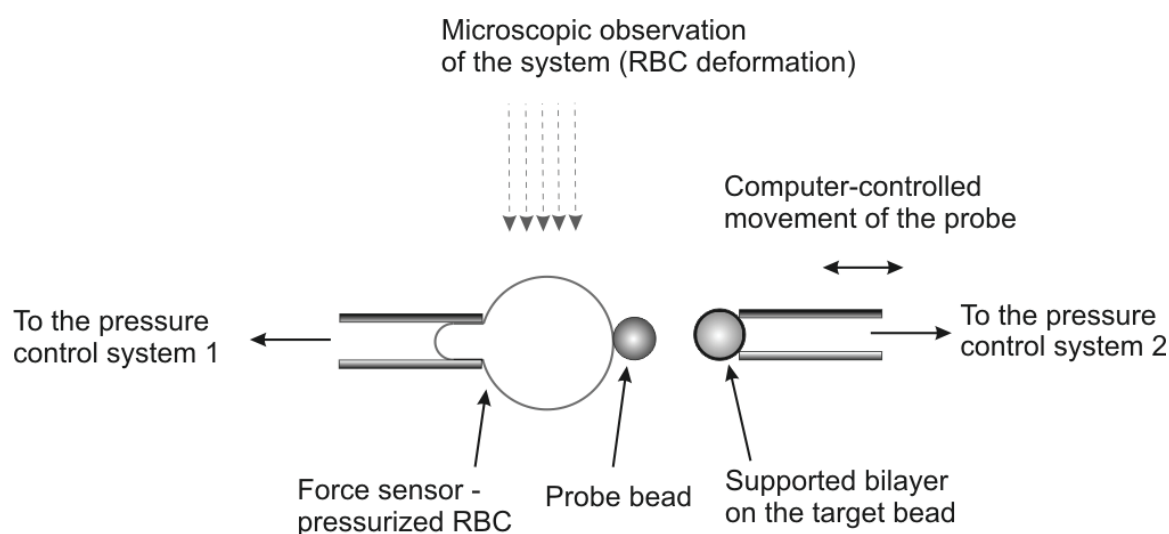 Microscopic observation
of the system (RBC deformation)
Computer-controlled
movement of the probe
To the pressure
control system 1
To the pressure
control system 2
Force sensor -
pressurized RBC
Probe bead
Supported bilayer
on the target bead